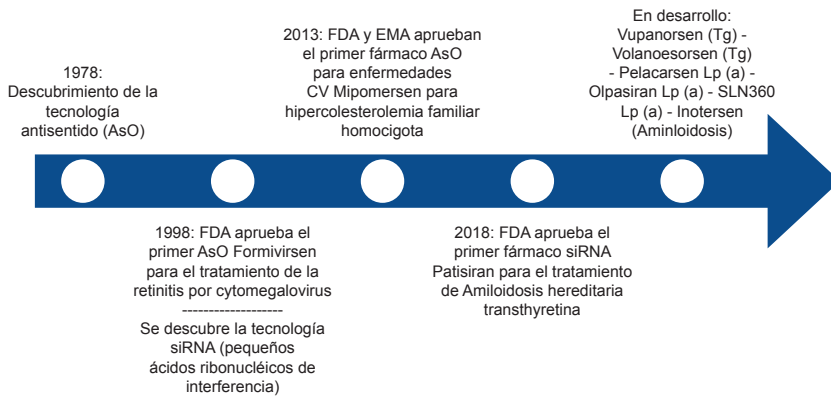 1978:
Descubrimiento de la
tecnología
antisentido (AsO)
1998: FDA aprueba el
primer AsO Formivirsen
para el tratamiento de la
retinitis por cytomegalovirus
-------------------
Se descubre la tecnología
siRNA (pequeños
ácidos ribonucléicos de
interferencia)
2013: FDA y EMA aprueban
el primer fármaco AsO
para enfermedades
CV Mipomersen para
hipercolesterolemia familiar
homocigota
2018: FDA aprueba el
primer fármaco siRNA
Patisiran para el tratamiento
de Amiloidosis hereditaria
transthyretina
En desarrollo:
Vupanorsen (Tg) -
Volanoesorsen (Tg)
- Pelacarsen Lp (a) -
Olpasiran Lp (a) - SLN360
Lp (a) - Inotersen
(Aminloidosis)